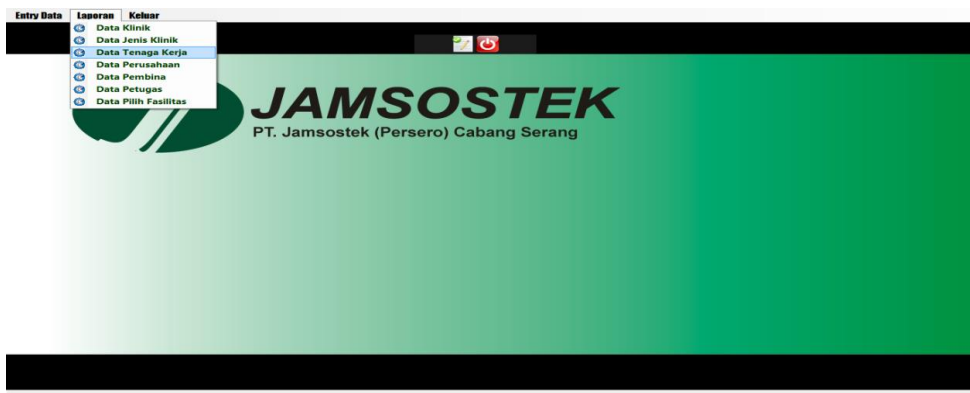 Entry Data Laporan Keluar
Data Klinik
Data Jenis Klinik
Data Tenaga Kerja
Data Perusahaan
Data Pembina
Data Petugas
Data Pilih Fasilitas
JAMSOSTEK
PT. Jamsostek (Persero) Cabang Serang